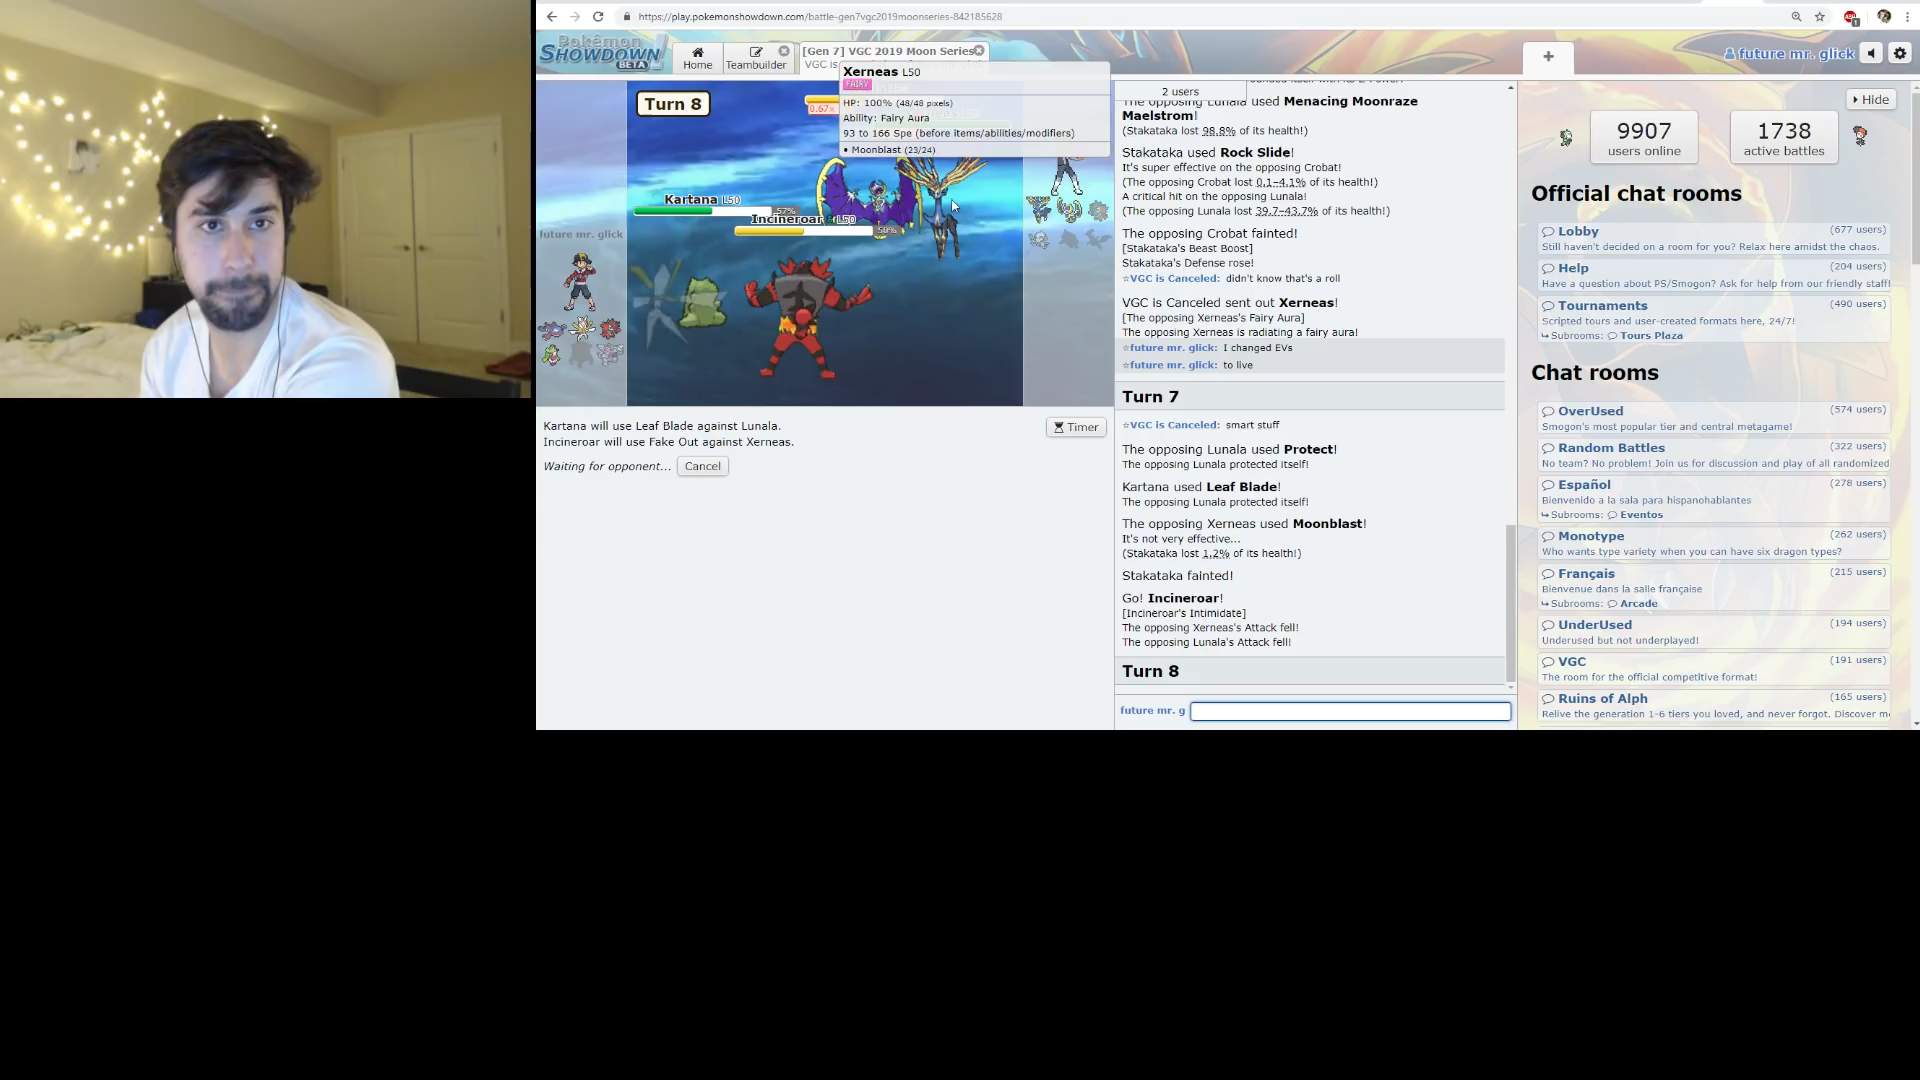 https://play.pokemonshowdown.com/battle-gen7vgc2019moonseries-842185628
Pokémon
SHOWDOWN
BETA
Home
Teambuilder
[Gen 7] VGC 2019 Moon Series
VGC is
future mr. glick
Xerneas L50
FAIRY
HP: 100% (48/48 pixels)
Ability: Fairy Aura
93 to 166 Spe (before items/abilities/modifiers)
• Moonblast (23/24)
Turn 8
0.67×
Kartana L50
57%
Incineroar L50
50%
future mr. glick
Kartana will use Leaf Blade against Lunala.
Incineroar will use Fake Out against Xerneas.
Waiting for opponent...
Cancel
Timer
2 users
The opposing Lunala used Menacing Moonraze
Maelstrom!
(Stakataka lost 98.8% of its health!)
Stakataka used Rock Slide!
It's super effective on the opposing Crobat!
(The opposing Crobat lost 0.1–4.1% of its health!)
A critical hit on the opposing Lunala!
(The opposing Lunala lost 39.7–43.7% of its health!)
The opposing Crobat fainted!
[Stakataka's Beast Boost]
Stakataka's Defense rose!
☆VGC is Canceled: didn't know that's a roll
VGC is Canceled sent out Xerneas!
[The opposing Xerneas's Fairy Aura]
The opposing Xerneas is radiating a fairy aura!
☆future mr. glick: I changed EVs
☆future mr. glick: to live
Turn 7
☆VGC is Canceled: smart stuff
The opposing Lunala used Protect!
The opposing Lunala protected itself!
Kartana used Leaf Blade!
The opposing Lunala protected itself!
The opposing Xerneas used Moonblast!
It's not very effective...
(Stakataka lost 1.2% of its health!)
Stakataka fainted!
Go! Incineroar!
[Incineroar's Intimidate]
The opposing Xerneas's Attack fell!
The opposing Lunala's Attack fell!
Turn 8
future mr. g
Hide
9907
users online
1738
active battles
Official chat rooms
Lobby (677 users)
Still haven't decided on a room for you? Relax here amidst the chaos.
Help (204 users)
Have a question about PS/Smogon? Ask for help from our friendly staff!
Tournaments (490 users)
Scripted tours and user-created formats here, 24/7!
Subrooms: Tours Plaza
Chat rooms
OverUsed (574 users)
Smogon's most popular tier and central metagame!
Random Battles (322 users)
No team? No problem! Join us for discussion and play of all randomized
Español (278 users)
Bienvenido a la sala para hispanohablantes
Subrooms: Eventos
Monotype (262 users)
Who wants type variety when you can have six dragon types?
Français (215 users)
Bienvenue dans la salle française
Subrooms: Arcade
UnderUsed (194 users)
Underused but not underplayed!
VGC (191 users)
The room for the official competitive format!
Ruins of Alph (165 users)
Relive the generation 1-6 tiers you loved, and never forgot. Discover m